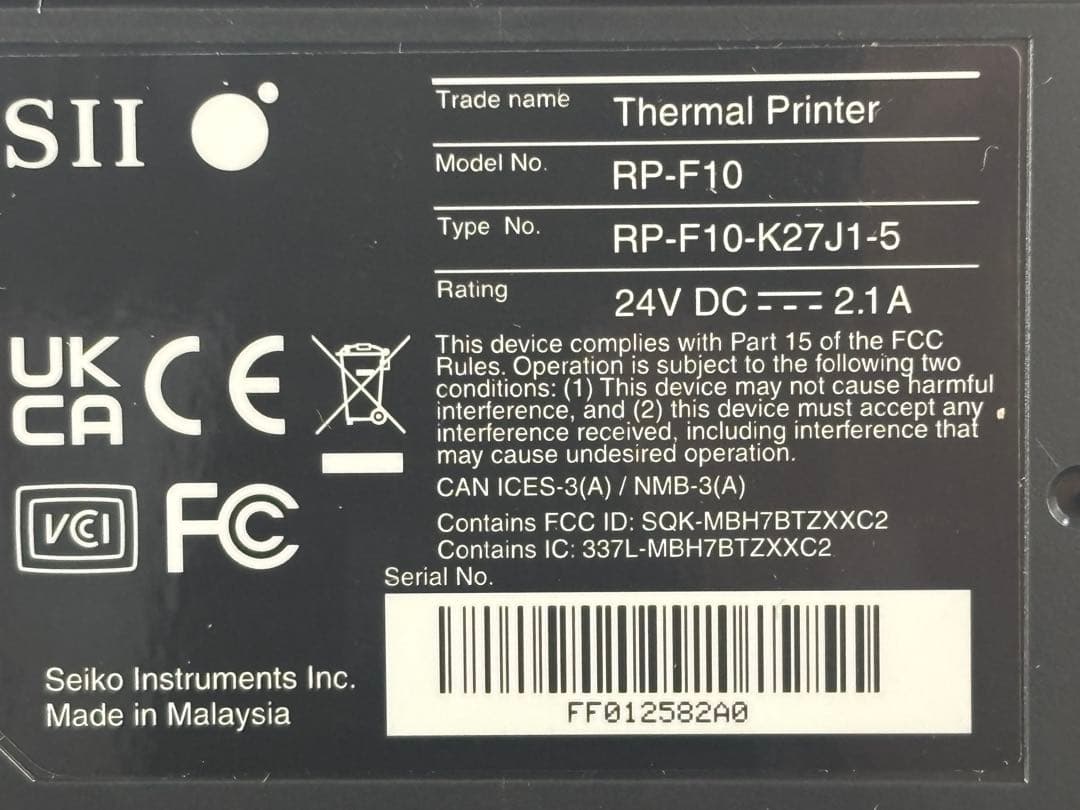 SII
Trade name Thermal Printer
Model No. RP-F10
Type No. RP-F10-K27J1-5
Rating 24V DC 2.1A
This device complies with Part 15 of the FCC
Rules. Operation is subject to the following two
conditions: (1) This device may not cause harmful
interference, and (2) this device must accept any
interference received, including interference that
may cause undesired operation.
CAN ICES-3(A) / NMB-3(A)
Contains FCC ID: SQK-MBH7BTZXXC2
Contains IC: 337L-MBH7BTZXXC2
UK
CA
CE
VCI
FC
Serial No.
FF012582A0
Seiko Instruments Inc.
Made in Malaysia